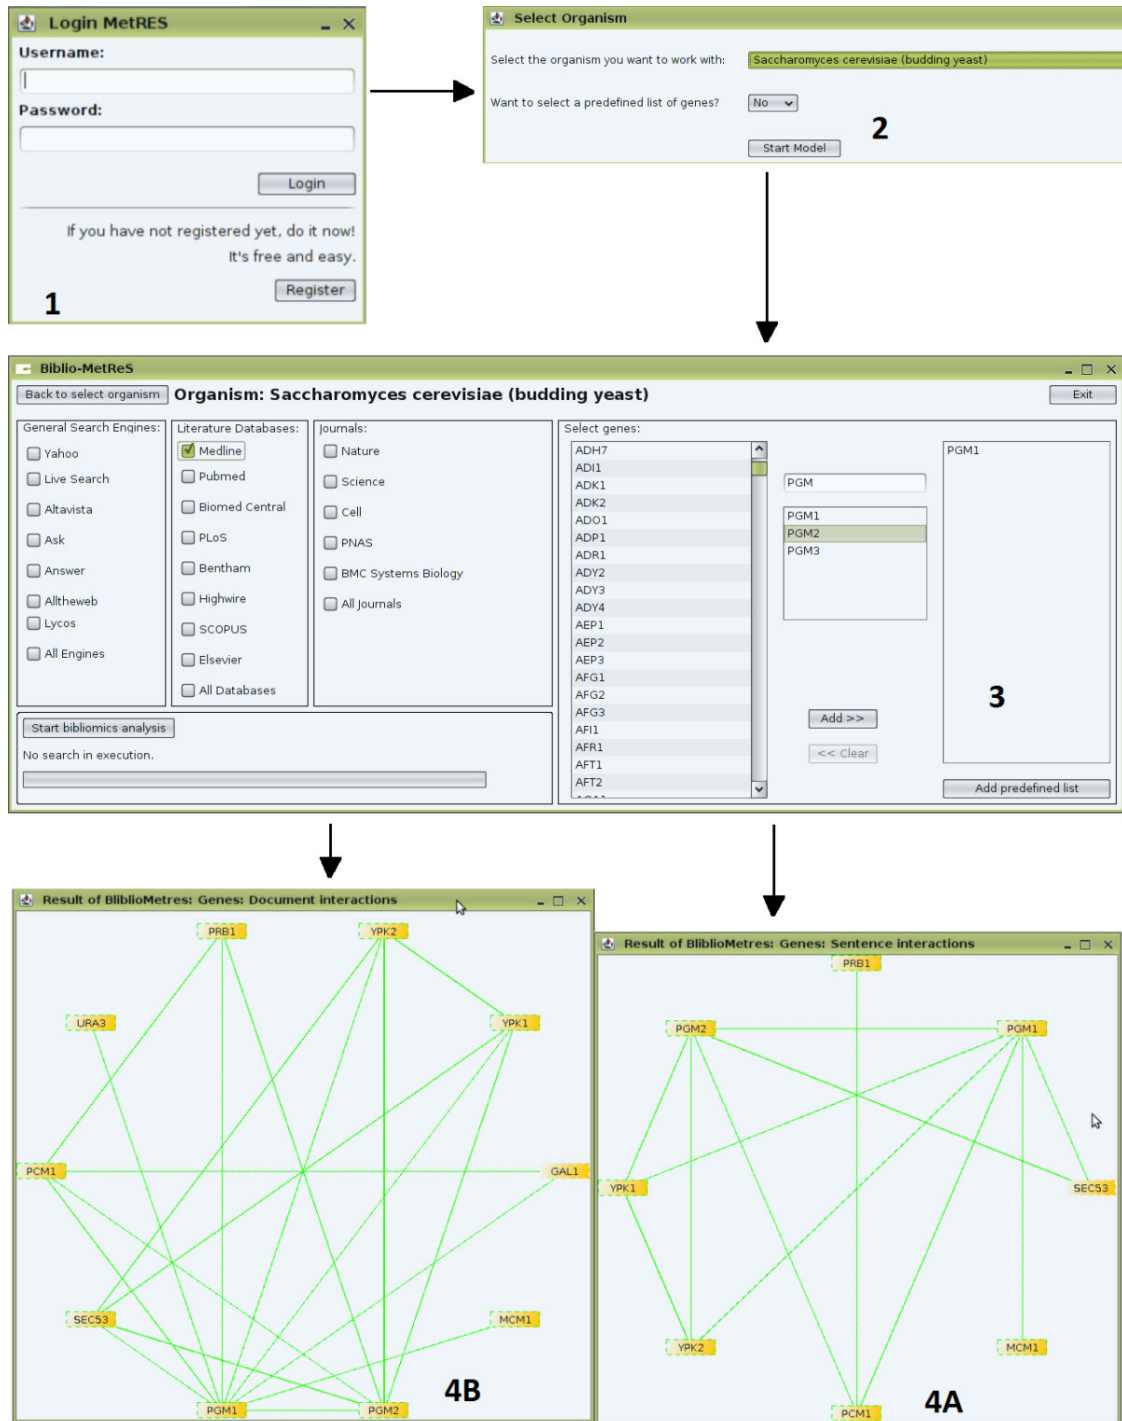 Login MetRES
Username:
Password:
Login
If you have not registered yet, do it now!
It's free and easy.
Register
1
Select Organism
Select the organism you want to work with:
Saccharomyces cerevisiae (budding yeast)
Want to select a predefined list of genes?
No
Start Model
2
Biblio-MetReS
Back to select organism
Organism: Saccharomyces cerevisiae (budding yeast)
Exit
General Search Engines:
Yahoo
Live Search
Altavista
Ask
Answer
Alltheweb
Lycos
All Engines
Literature Databases:
Medline
Pubmed
Biomed Central
PLoS
Bentham
Highwire
SCOPUS
Elsevier
All Databases
Journals:
Nature
Science
Cell
PNAS
BMC Systems Biology
All Journals
Start bibliomics analysis
No search in execution.
Select genes:
ADH7
ADI1
ADK1
ADK2
ADO1
ADP1
ADR1
ADY2
ADY3
ADY4
AEP1
AEP2
AEP3
AFG1
AFG2
AFG3
AFI1
AFR1
AFT1
AFT2
PGM
PGM1
PGM2
PGM3
Add >>
<< Clear
PGM1
3
Add predefined list
Result of BliblioMetres: Genes: Document interactions
PRB1
YPK2
URA3
YPK1
PCM1
GAL1
SEC53
MCM1
PGM1
PGM2
4B
Result of BliblioMetres: Genes: Sentence interactions
PRB1
PGM2
PGM1
YPK1
SEC53
YPK2
MCM1
PCM1
4A